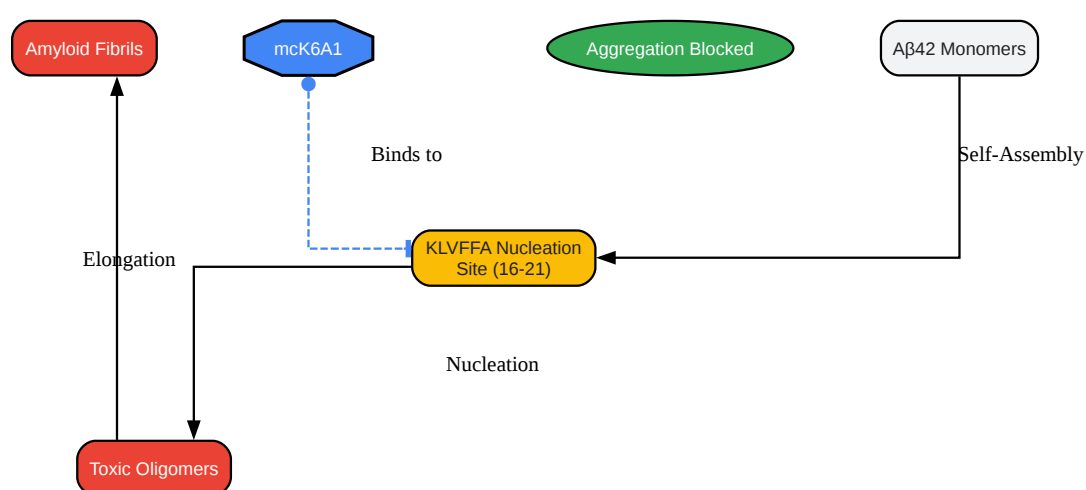 Amyloid Fibrils
mcK6A1
Aggregation Blocked
Aβ42 Monomers
Binds to
Self-Assembly
KLVFFA Nucleation
Site (16-21)
Elongation
Nucleation
Toxic Oligomers